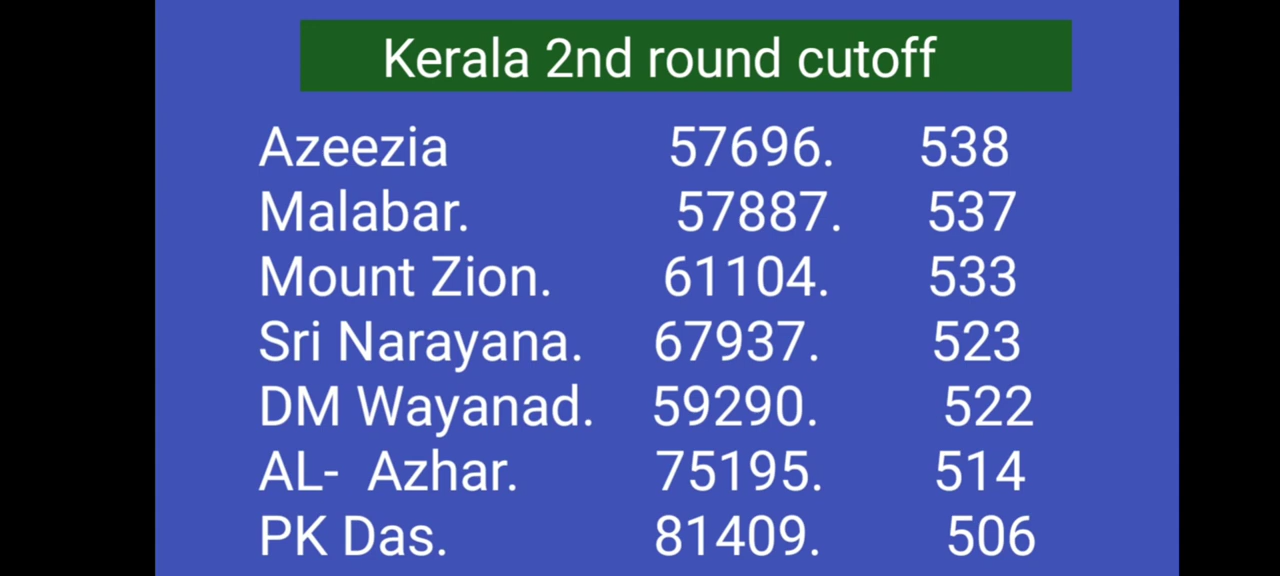 Kerala 2nd round cutoff
Azeezia 57696. 538
Malabar. 57887. 537
Mount Zion. 61104. 533
Sri Narayana. 67937. 523
DM Wayanad. 59290. 522
AL- Azhar. 75195. 514
PK Das. 81409. 506